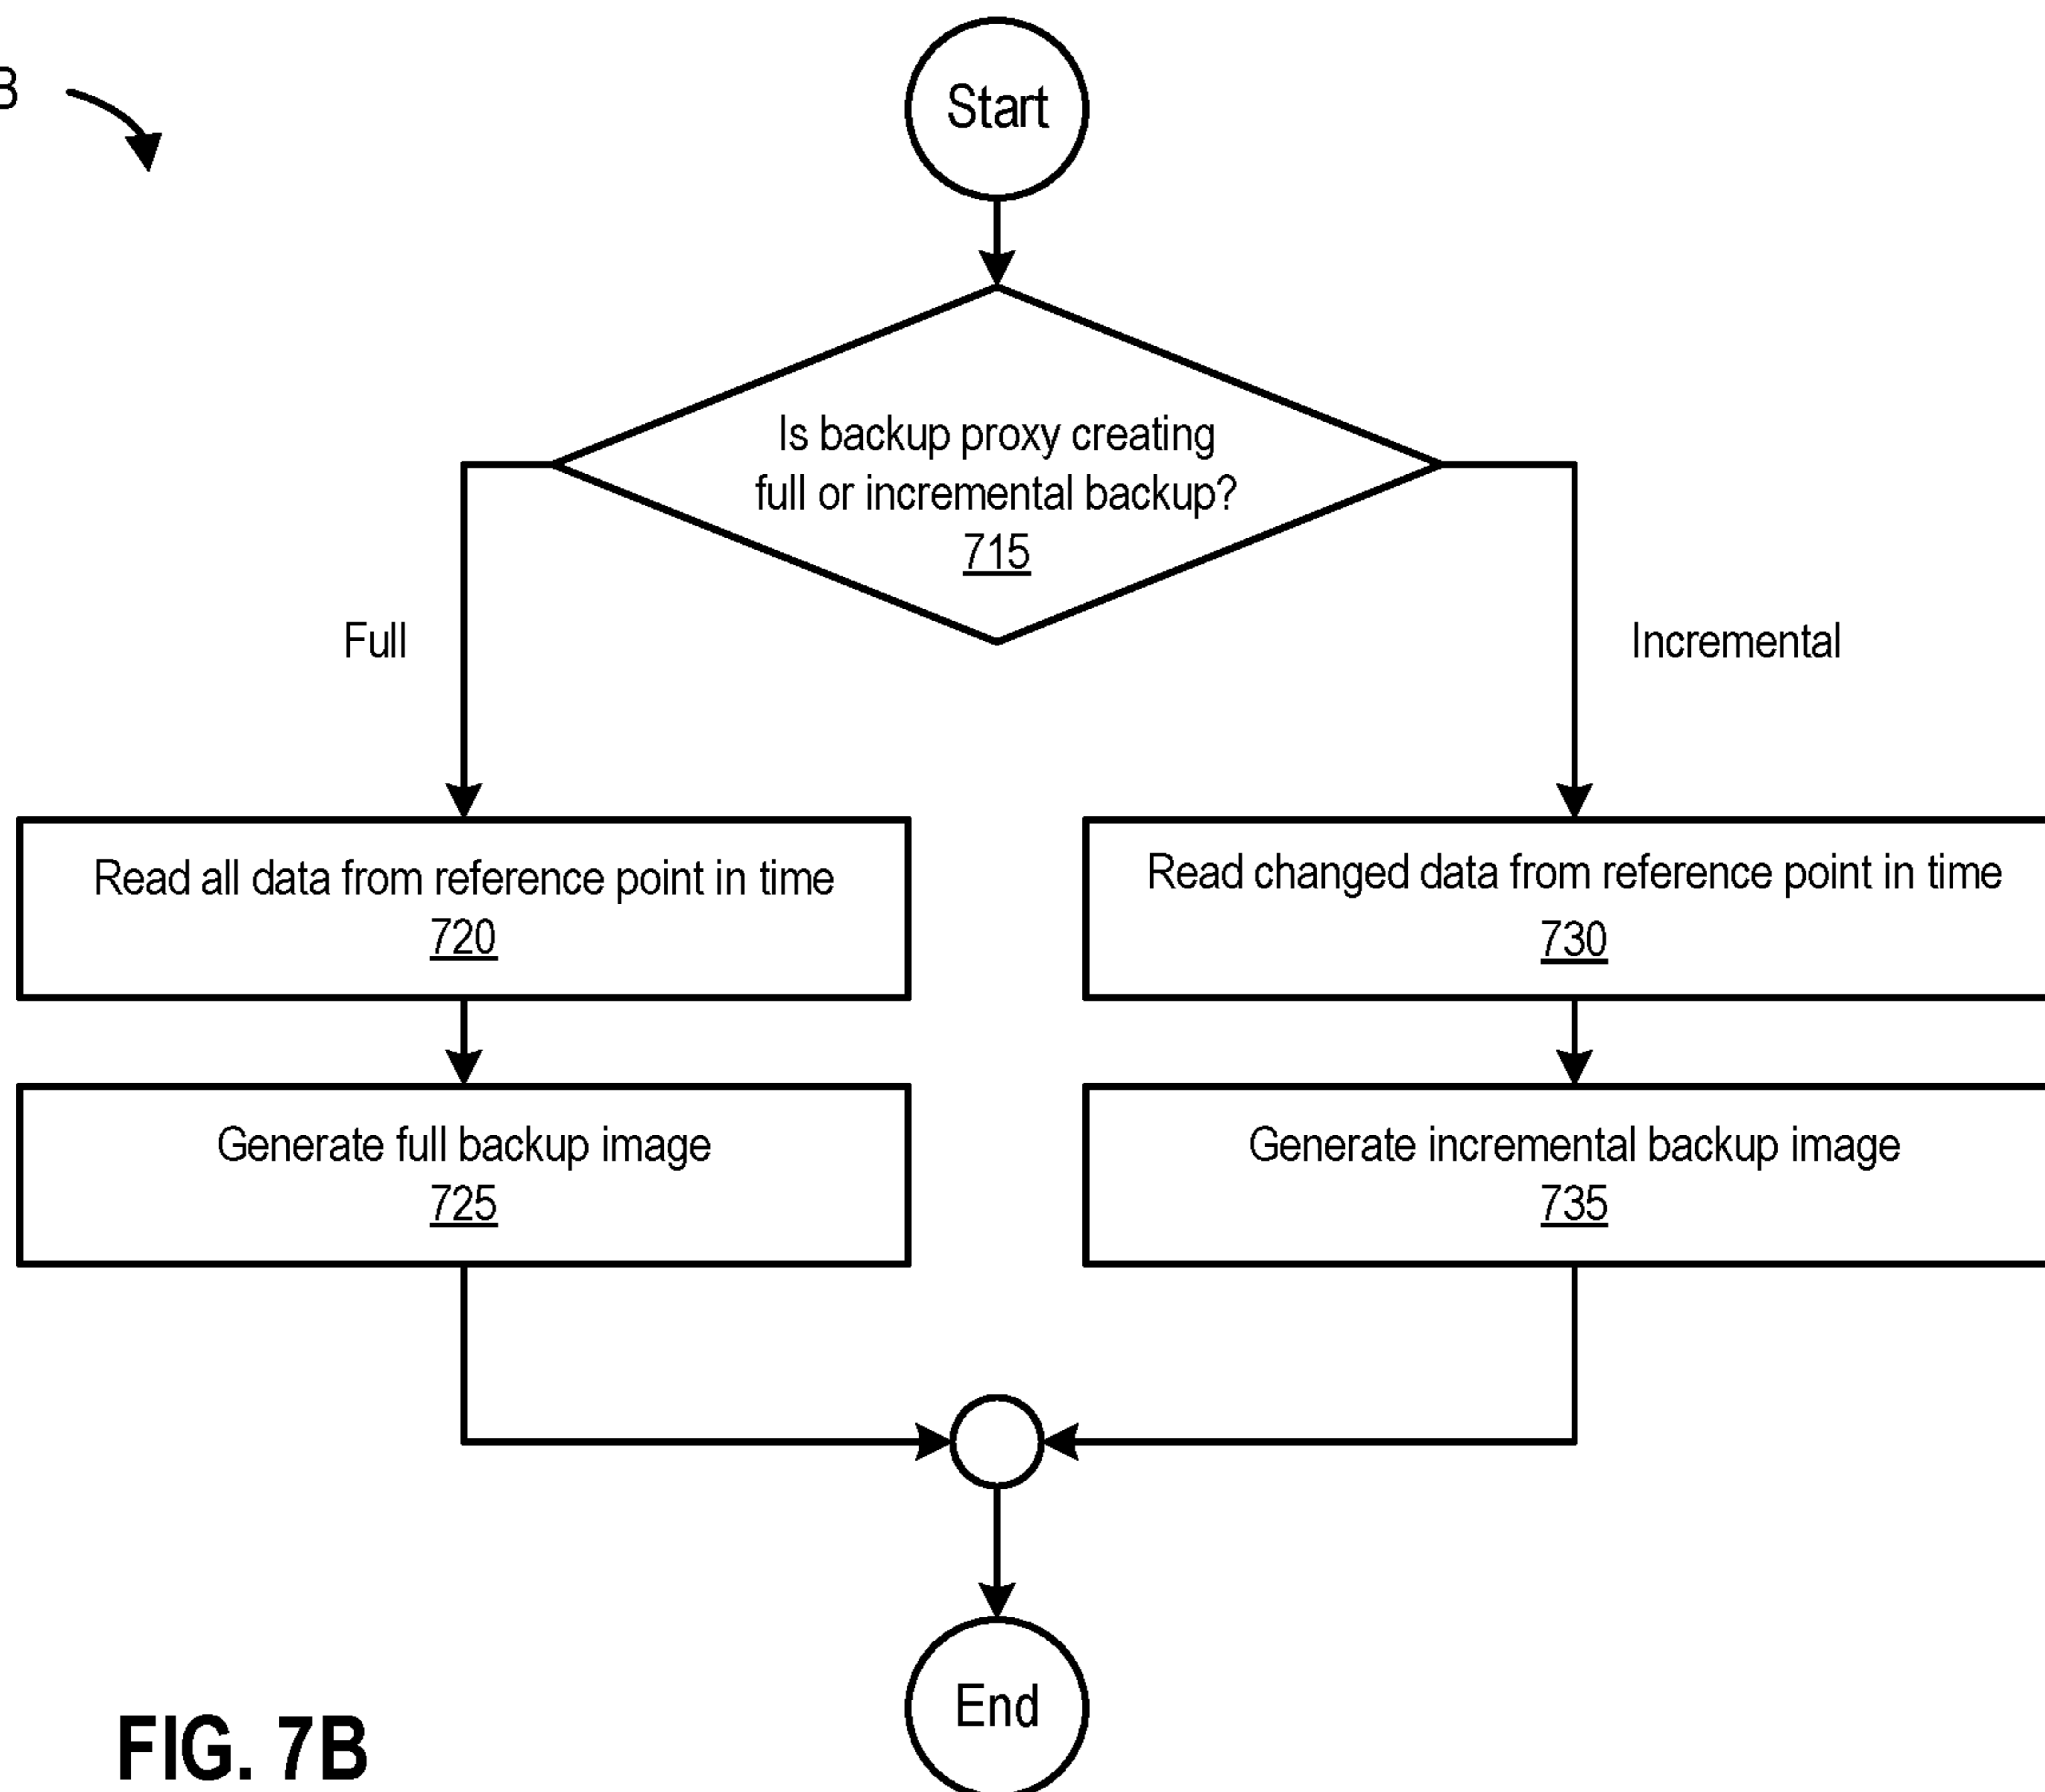 B
Start
Is backup proxy creating
full or incremental backup?
715
Full
Incremental
Read all data from reference point in time
720
Read changed data from reference point in time
730
Generate full backup image
725
Generate incremental backup image
735
End
FIG. 7B